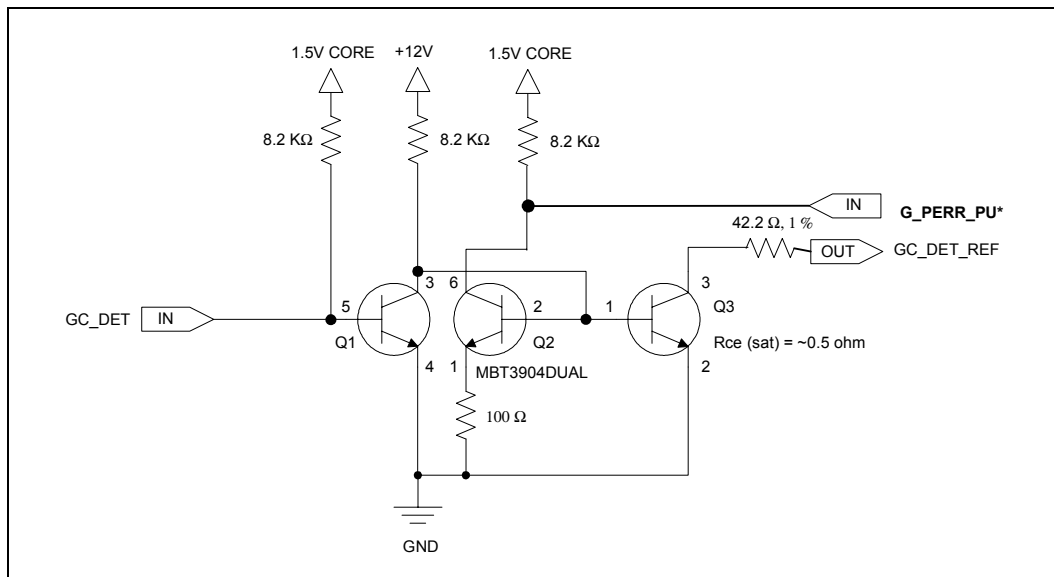 1.5V CORE
+12V
1.5V CORE
8.2 KΩ
8.2 KΩ
8.2 KΩ
IN
G_PERR_PU*
42.2 Ω, 1 %
OUT
GC_DET_REF
3
6
3
GC_DET
IN
5
2
1
Q3
Q1
Q2
Rce (sat) = ~0.5 ohm
4
1
2
MBT3904DUAL
100 Ω
GND